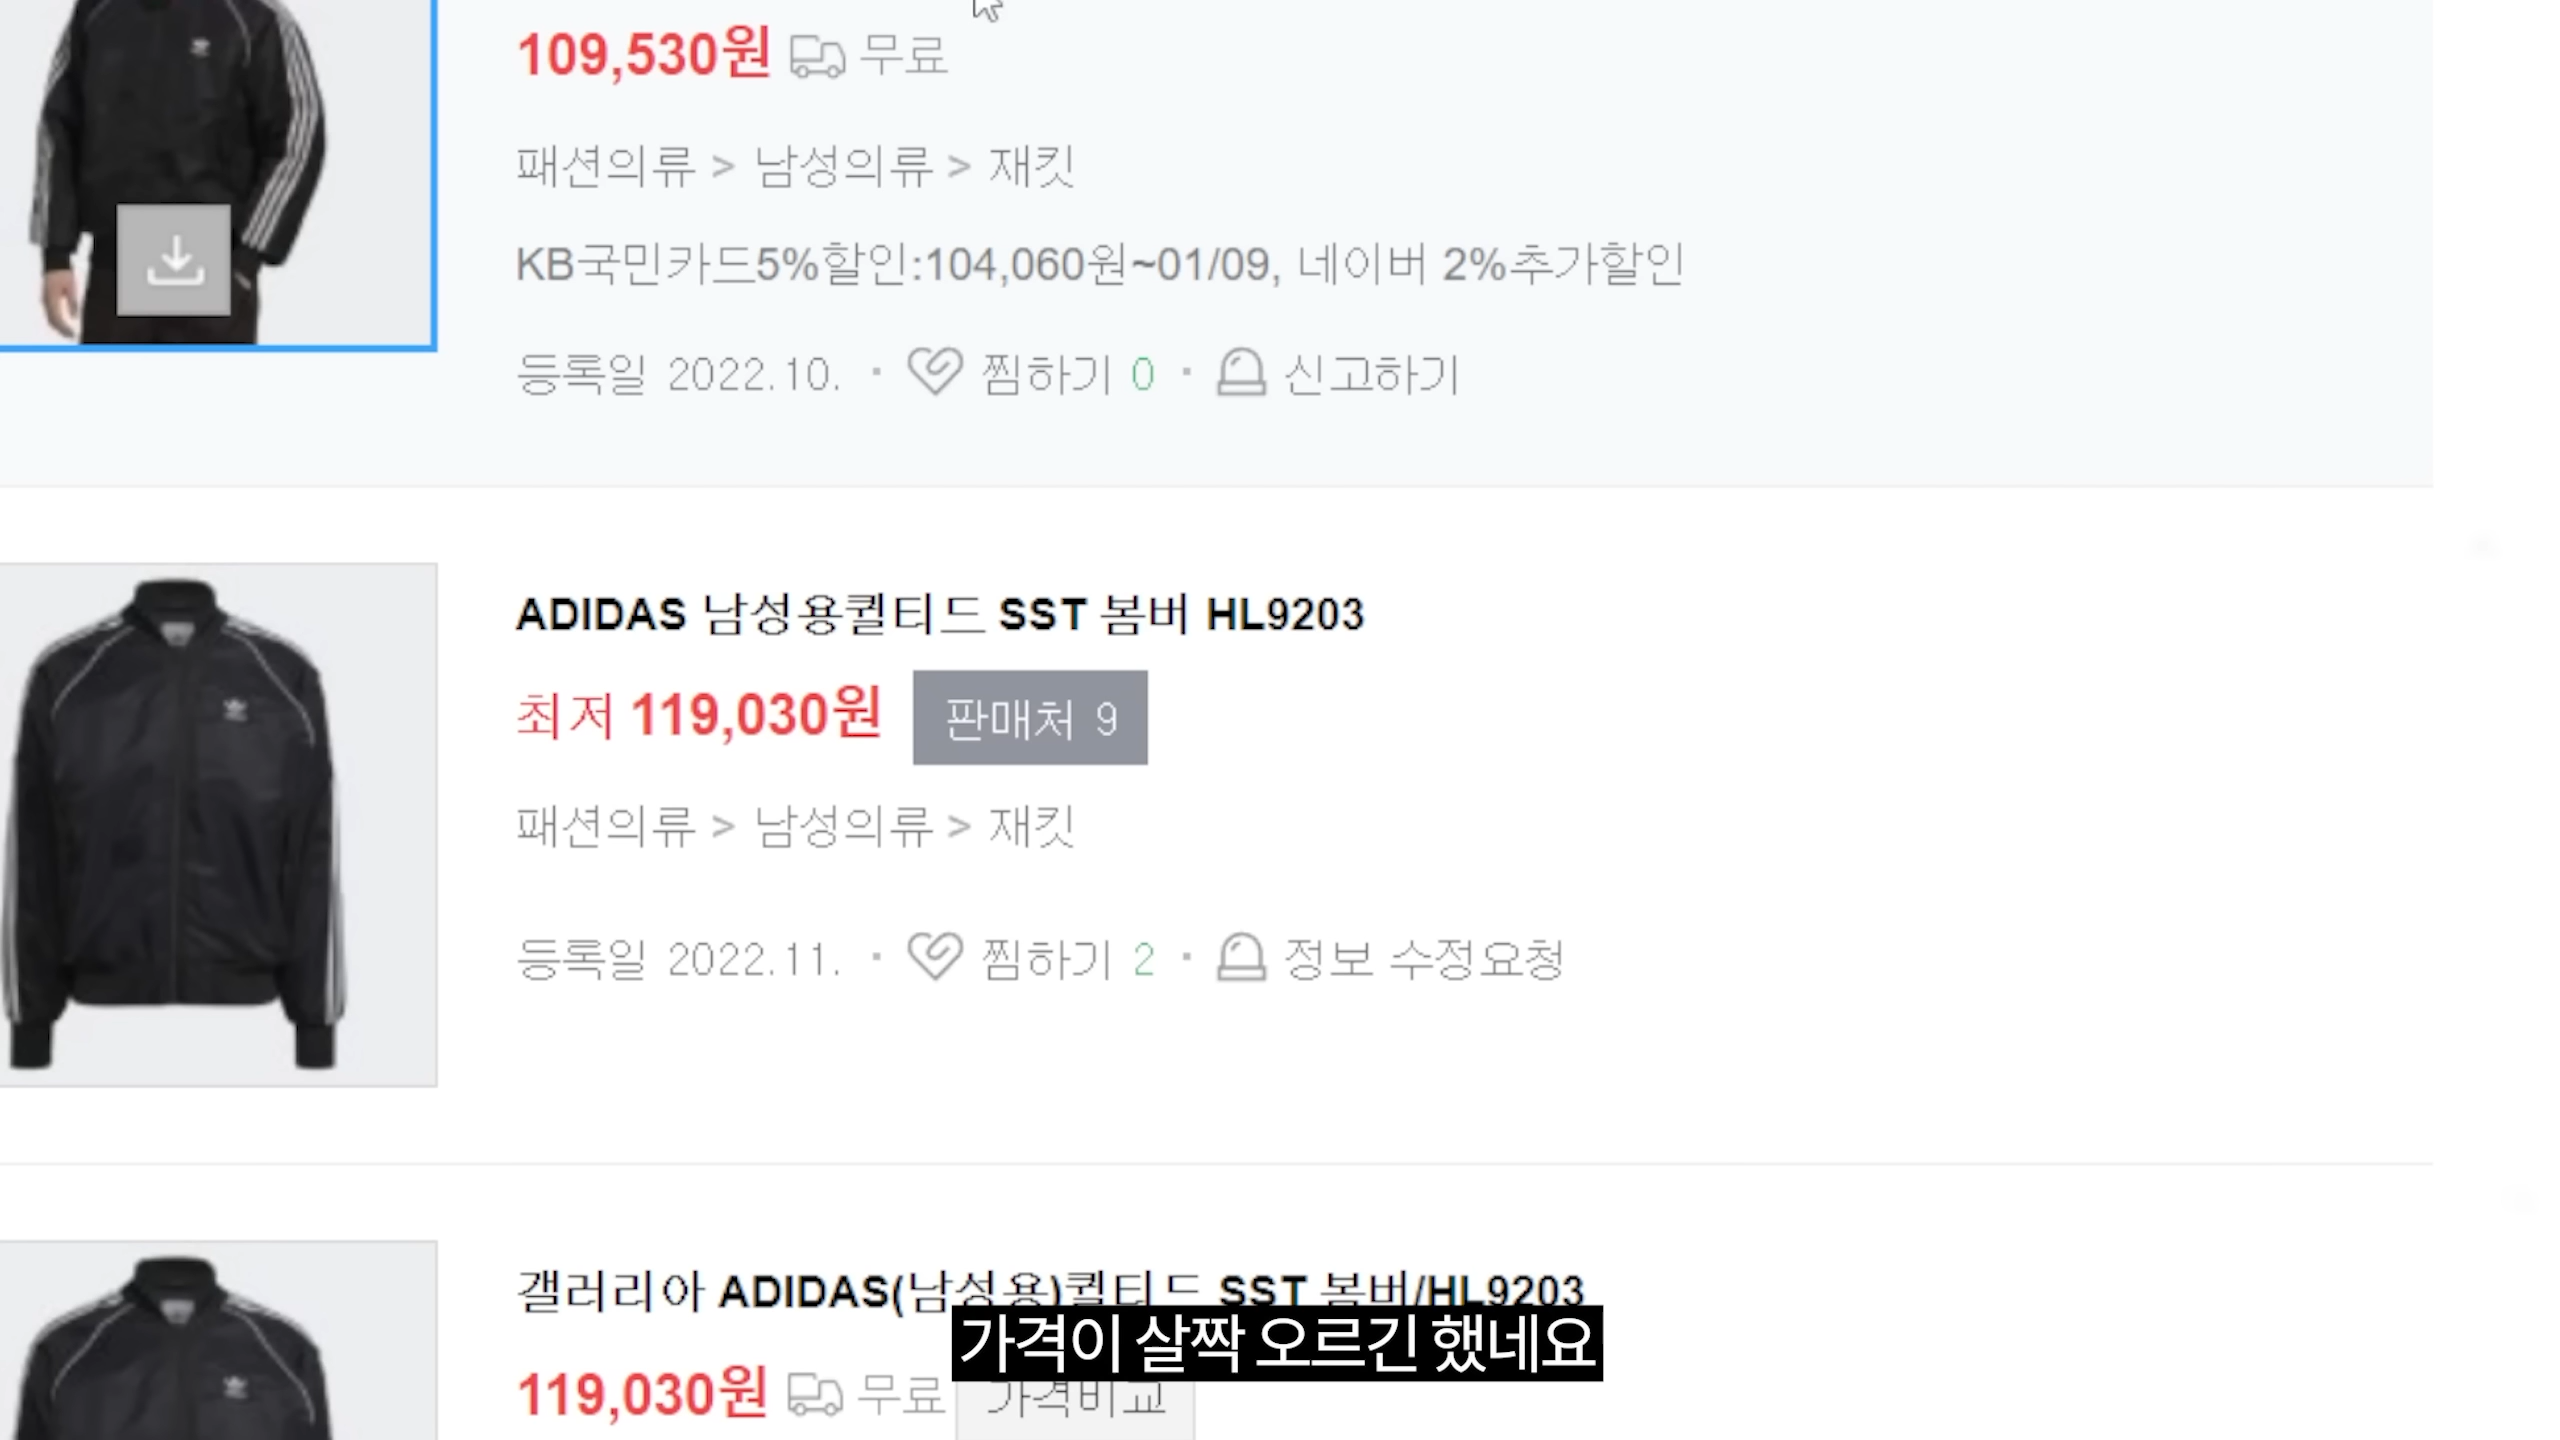 109,530원 무료
패션의류 > 남성의류 > 재킷
KB국민카드5%할인:104,060원~01/09, 네이버 2%추가할인
등록일 2022.10. · 찜하기 0 · 신고하기
ADIDAS 남성용퀼티드 SST 봄버 HL9203
최저 119,030원 판매처 9
패션의류 > 남성의류 > 재킷
등록일 2022.11. · 찜하기 2 · 정보 수정요청
갤러리아 ADIDAS(남성용)퀼티드 SST 봄버/HL9203
가격이 살짝 오르긴 했네요
119,030원 무료 가격비교